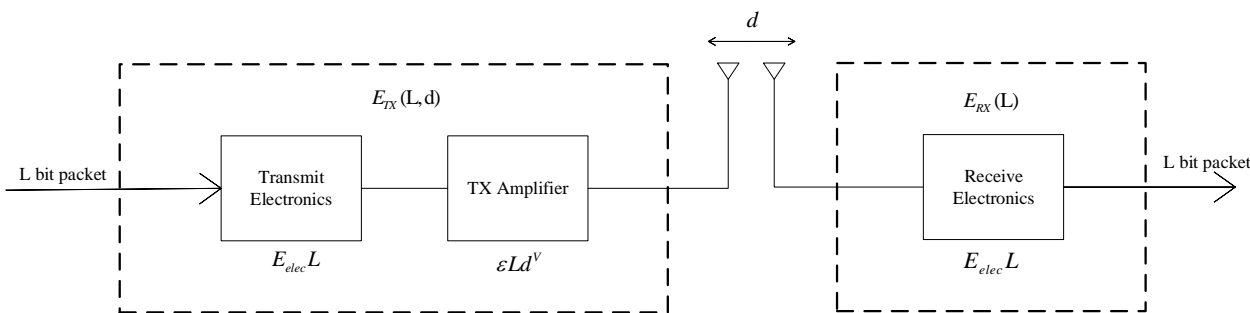 d
E_TX(L,d)
E_RX(L)
L bit packet
Transmit
Electronics
TX Amplifier
Receive
Electronics
L bit packet
E_elec L
εLd^V
E_elec L